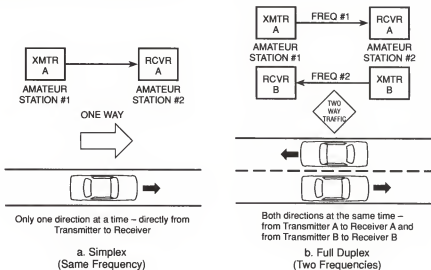 XMTR
A
RCVR
A
AMATEUR
STATION #1
AMATEUR
STATION #2
ONE WAY
Only one direction at a time – directly from
Transmitter to Receiver
a. Simplex
(Same Frequency)
XMTR
A
FREQ #1
RCVR
A
AMATEUR
STATION #1
AMATEUR
STATION #2
RCVR
B
FREQ #2
XMTR
B
TWO
WAY
TRAFFIC
Both directions at the same time –
from Transmitter A to Receiver A and
from Transmitter B to Receiver B
b. Full Duplex
(Two Frequencies)